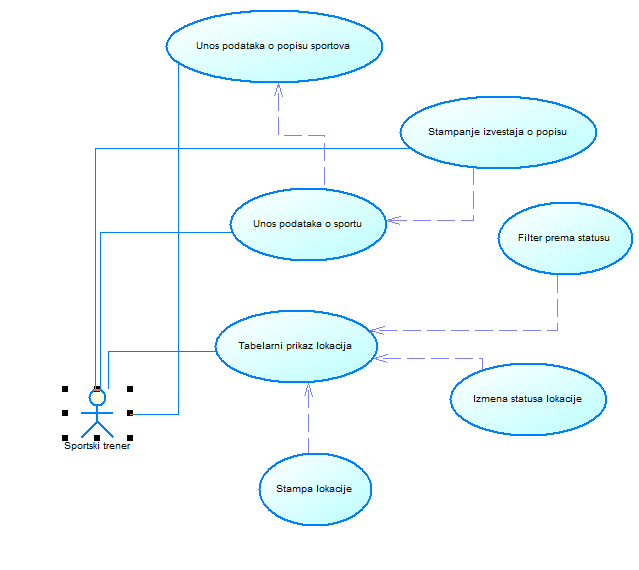 Unos podataka o popisu sportova
Stampanje izvestaja o popisu
Unos podataka o sportu
Filter prema statusu
Tabelarni prikaz lokacija
Izmena statusa lokacije
Sportski trener
Stampa lokacije